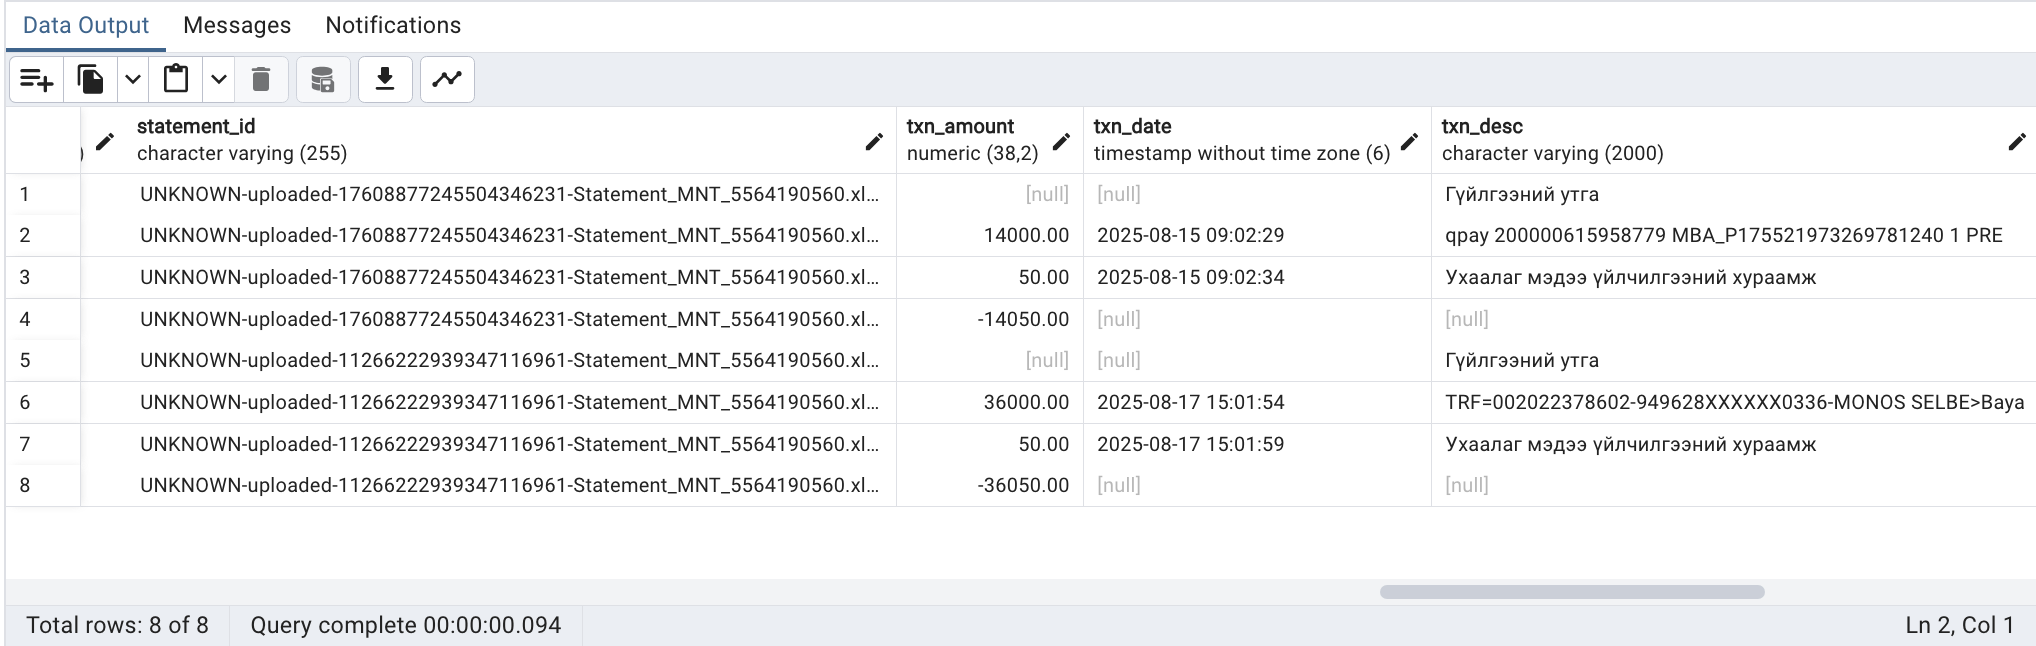 Data Output Messages Notifications
statement_id txn_amount txn_date txn_desc
) character varying (255) numeric (38,2) timestamp without time zone (6) character varying (2000)
1 UNKNOWN-uploaded-17608877245504346231-Statement_MNT_5564190560.xl... [null] [null] Гүйлгээний утга
2 UNKNOWN-uploaded-17608877245504346231-Statement_MNT_5564190560.xl... 14000.00 2025-08-15 09:02:29 qpay 200000615958779 MBA_P175521973269781240 1 PRE
3 UNKNOWN-uploaded-17608877245504346231-Statement_MNT_5564190560.xl... 50.00 2025-08-15 09:02:34 Ухаалаг мэдээ үйлчилгээний хураамж
4 UNKNOWN-uploaded-17608877245504346231-Statement_MNT_5564190560.xl... -14050.00 [null] [null]
5 UNKNOWN-uploaded-11266222939347116961-Statement_MNT_5564190560.xl... [null] [null] Гүйлгээний утга
6 UNKNOWN-uploaded-11266222939347116961-Statement_MNT_5564190560.xl... 36000.00 2025-08-17 15:01:54 TRF=002022378602-949628XXXXXX0336-MONOS SELBE>Baya
7 UNKNOWN-uploaded-11266222939347116961-Statement_MNT_5564190560.xl... 50.00 2025-08-17 15:01:59 Ухаалаг мэдээ үйлчилгээний хураамж
8 UNKNOWN-uploaded-11266222939347116961-Statement_MNT_5564190560.xl... -36050.00 [null] [null]
Total rows: 8 of 8 Query complete 00:00:00.094 Ln 2, Col 1